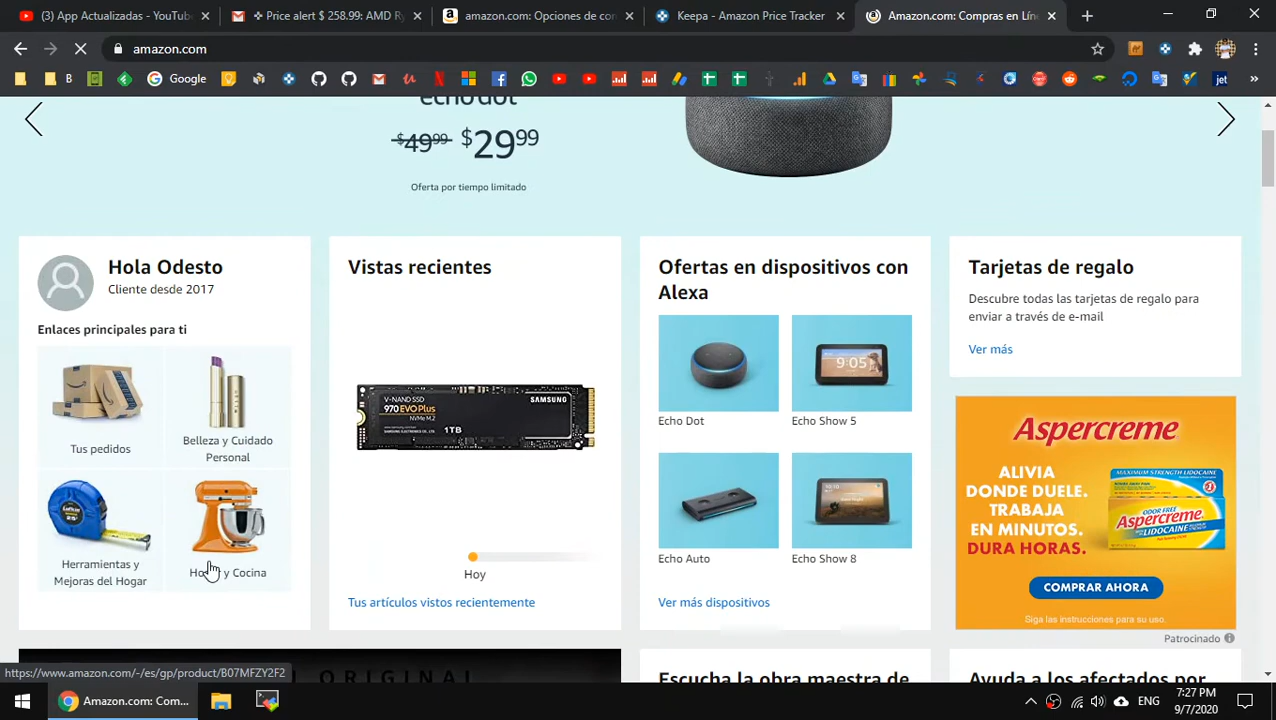 (3) App Actualizadas - YouTube
Price alert $ 258.99: AMD Ry
amazon.com: Opciones de con
Keepa - Amazon Price Tracker
Amazon.com: Compras en Lín
amazon.com
B
Google
jet
echo dot
$49.99 $29.99
Oferta por tiempo limitado
Hola Odesto
Cliente desde 2017
Enlaces principales para ti
Tus pedidos
Belleza y Cuidado
Personal
Herramientas y
Mejoras del Hogar
y Cocina
Vistas recientes
V-NAND SSD
970 EVO Plus
NVMe M.2
SAMSUNG
1TB
Hoy
Tus artículos vistos recientemente
Ofertas en dispositivos con
Alexa
9:05
Echo Dot
Echo Show 5
Echo Auto
Echo Show 8
Ver más dispositivos
Tarjetas de regalo
Descubre todas las tarjetas de regalo para
enviar a través de e-mail
Ver más
Aspercreme
ALIVIA
DONDE DUELE.
TRABAJA
EN MINUTOS.
DURA HORAS.
MAXIMUM STRENGTH LIDOCAINE
ODOR FREE
Aspercreme
COMPRAR AHORA
Siga las instrucciones para su uso.
Patrocinado
ORIGINAL
Escucha la obra maestra de
Ayuda a los afectados por
https://www.amazon.com/-/es/gp/product/B07MFZY2F2
Amazon.com: Com...
ENG
7:27 PM
9/7/2020